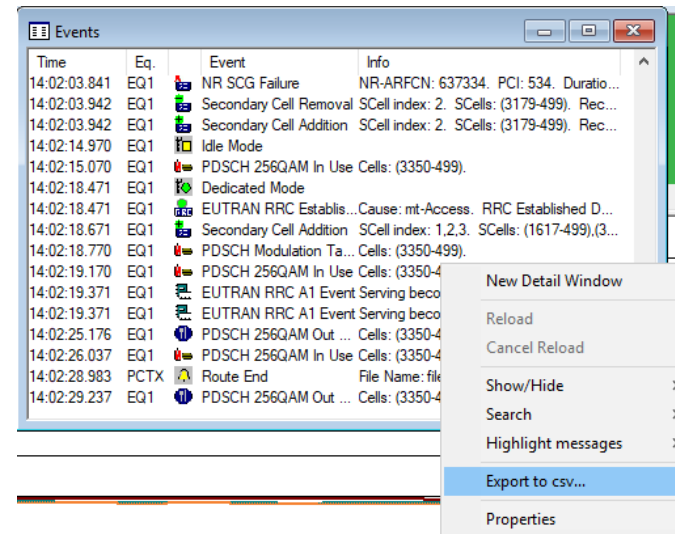 Events
Time Eq. Event Info
14:02:03.841 EQ1 NR SCG Failure NR-ARFCN: 637334. PCI: 534. Duratio...
14:02:03.942 EQ1 Secondary Cell Removal SCell index: 2. SCells: (3179-499). Rec...
14:02:03.942 EQ1 Secondary Cell Addition SCell index: 2. SCells: (3179-499). Rec...
14:02:14.970 EQ1 Idle Mode
14:02:15.070 EQ1 PDSCH 256QAM In Use Cells: (3350-499).
14:02:18.471 EQ1 Dedicated Mode
14:02:18.471 EQ1 EUTRAN RRC Establis... Cause: mt-Access. RRC Established D...
14:02:18.671 EQ1 Secondary Cell Addition SCell index: 1,2,3. SCells: (1617-499),(3...
14:02:18.770 EQ1 PDSCH Modulation Ta... Cells: (3350-499).
14:02:19.170 EQ1 PDSCH 256QAM In Use Cells: (3350-4
14:02:19.371 EQ1 EUTRAN RRC A1 Event Serving beco
14:02:19.371 EQ1 EUTRAN RRC A1 Event Serving beco
14:02:25.176 EQ1 PDSCH 256QAM Out ... Cells: (3350-4
14:02:26.037 EQ1 PDSCH 256QAM In Use Cells: (3350-4
14:02:28.983 PCTX Route End File Name: file
14:02:29.237 EQ1 PDSCH 256QAM Out ... Cells: (3350-4
New Detail Window
Reload
Cancel Reload
Show/Hide
Search
Highlight messages
Export to csv...
Properties